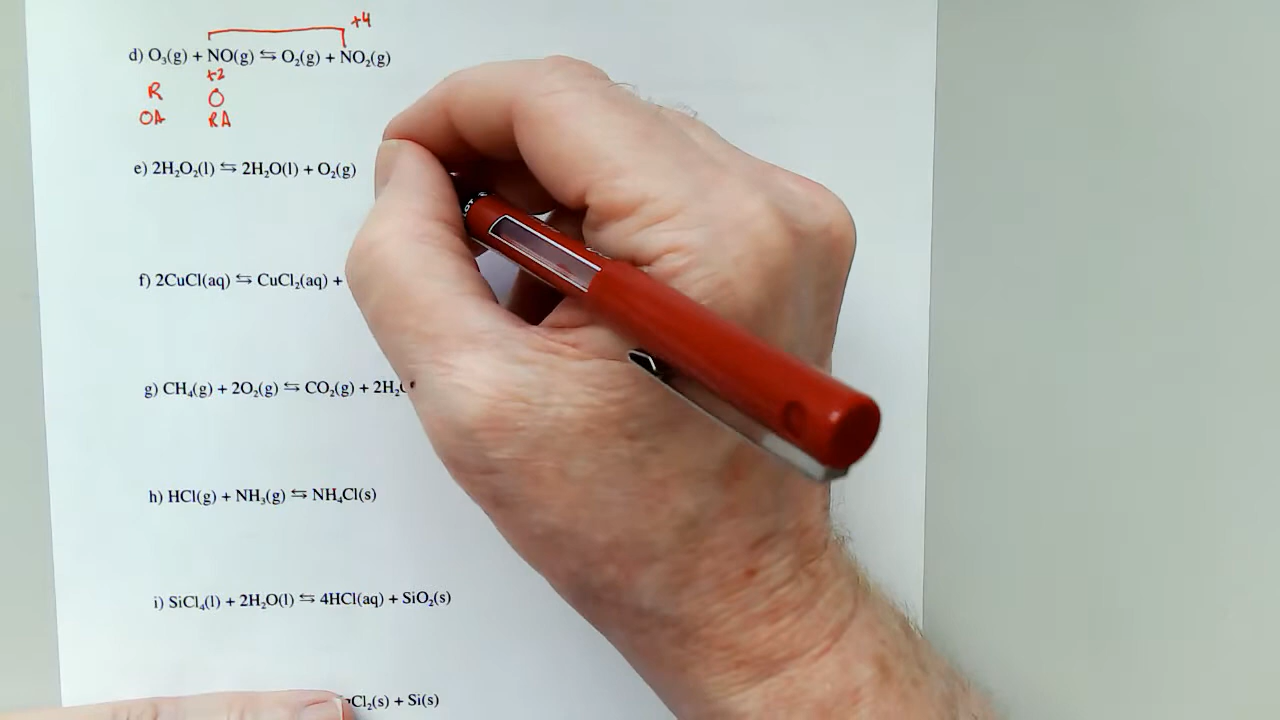 +4
d) O₃(g) + NO(g) ⇆ O₂(g) + NO₂(g)
+2
R O
OA RA
e) 2H₂O₂(l) ⇆ 2H₂O(l) + O₂(g)
f) 2CuCl(aq) ⇆ CuCl₂(aq) +
g) CH₄(g) + 2O₂(g) ⇆ CO₂(g) + 2H₂
h) HCl(g) + NH₃(g) ⇆ NH₄Cl(s)
i) SiCl₄(l) + 2H₂O(l) ⇆ 4HCl(aq) + SiO₂(s)
Cl₂(s) + Si(s)